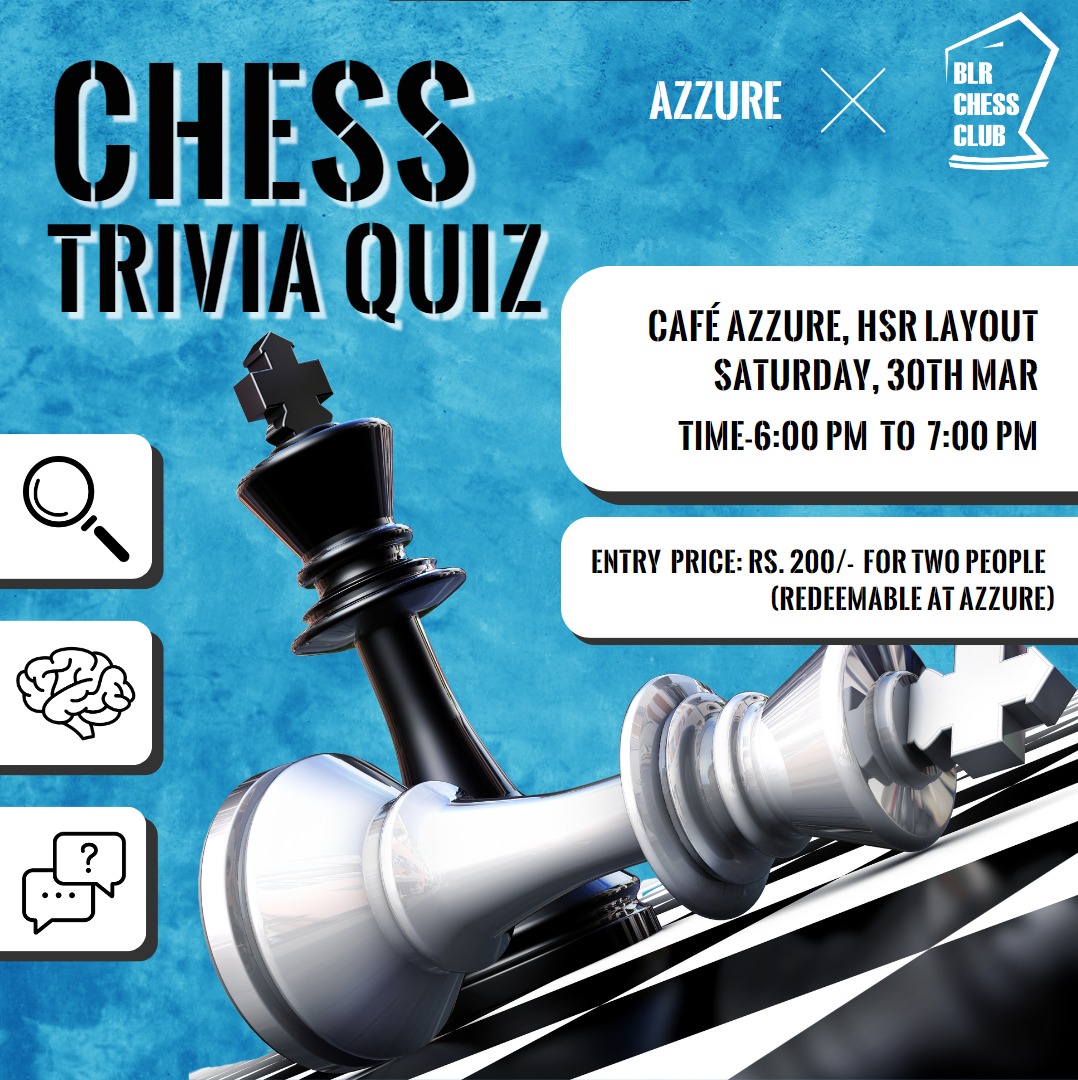 CHESS
TRIVIA QUIZ
AZZURE
BLR
CHESS
CLUB
CAFÉ AZZURE, HSR LAYOUT
SATURDAY, 30TH MAR
TIME-6:00 PM TO 7:00 PM
ENTRY PRICE: RS. 200/- FOR TWO PEOPLE
(REDEEMABLE AT AZZURE)
?